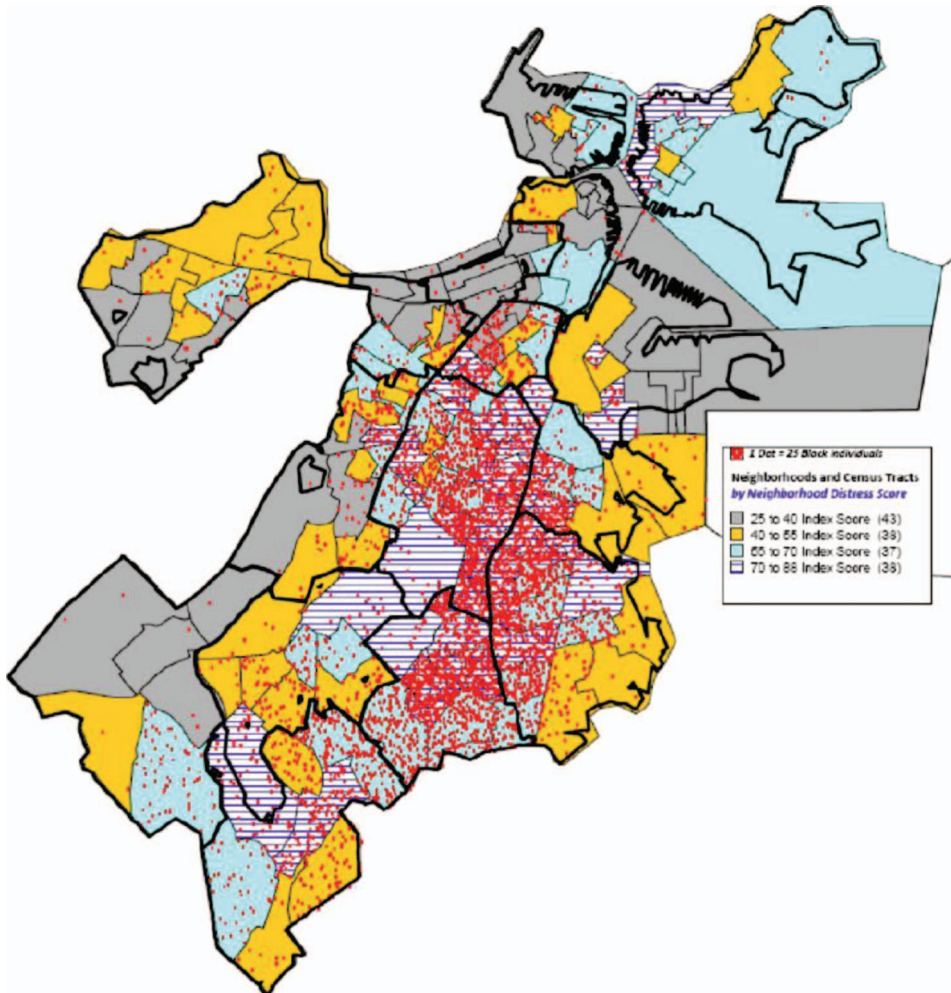 1 Dot = 25 Black individuals
Neighborhoods and Census Tracts
by Neighborhood Distress Score
25 to 40 Index Score (43)
40 to 55 Index Score (36)
55 to 70 Index Score (37)
70 to 88 Index Score (38)